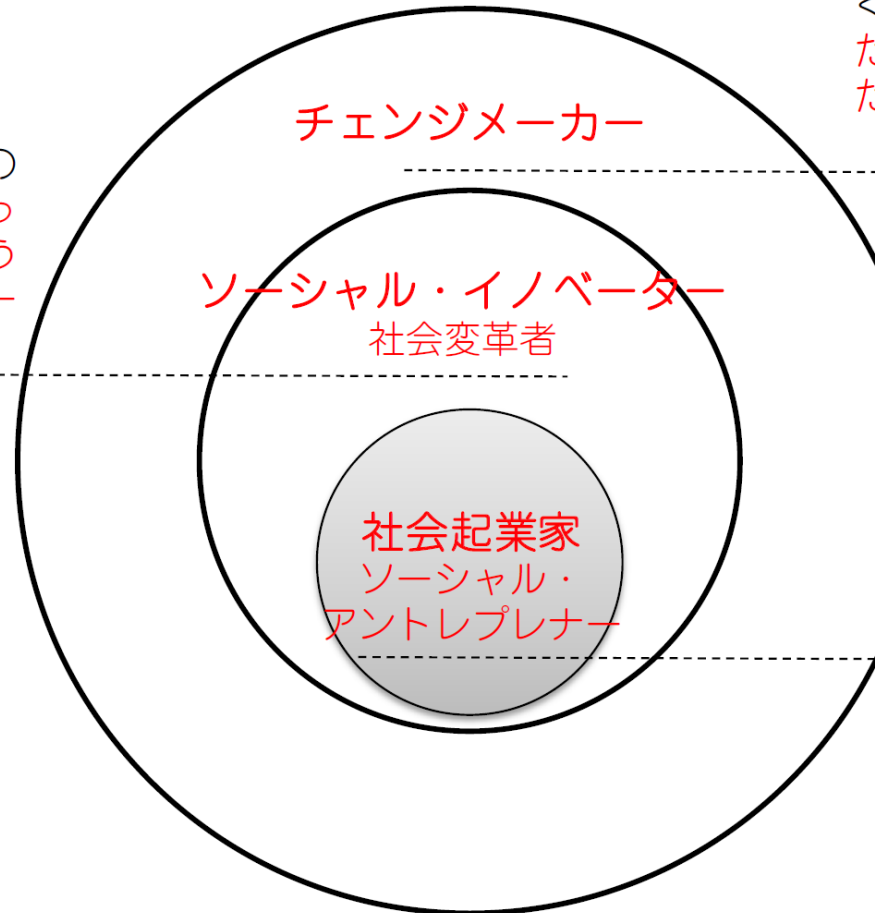 チェンジメーカー
ソーシャル・イノベーター
社会変革者
社会起業家
ソーシャル・
アントレプレナー